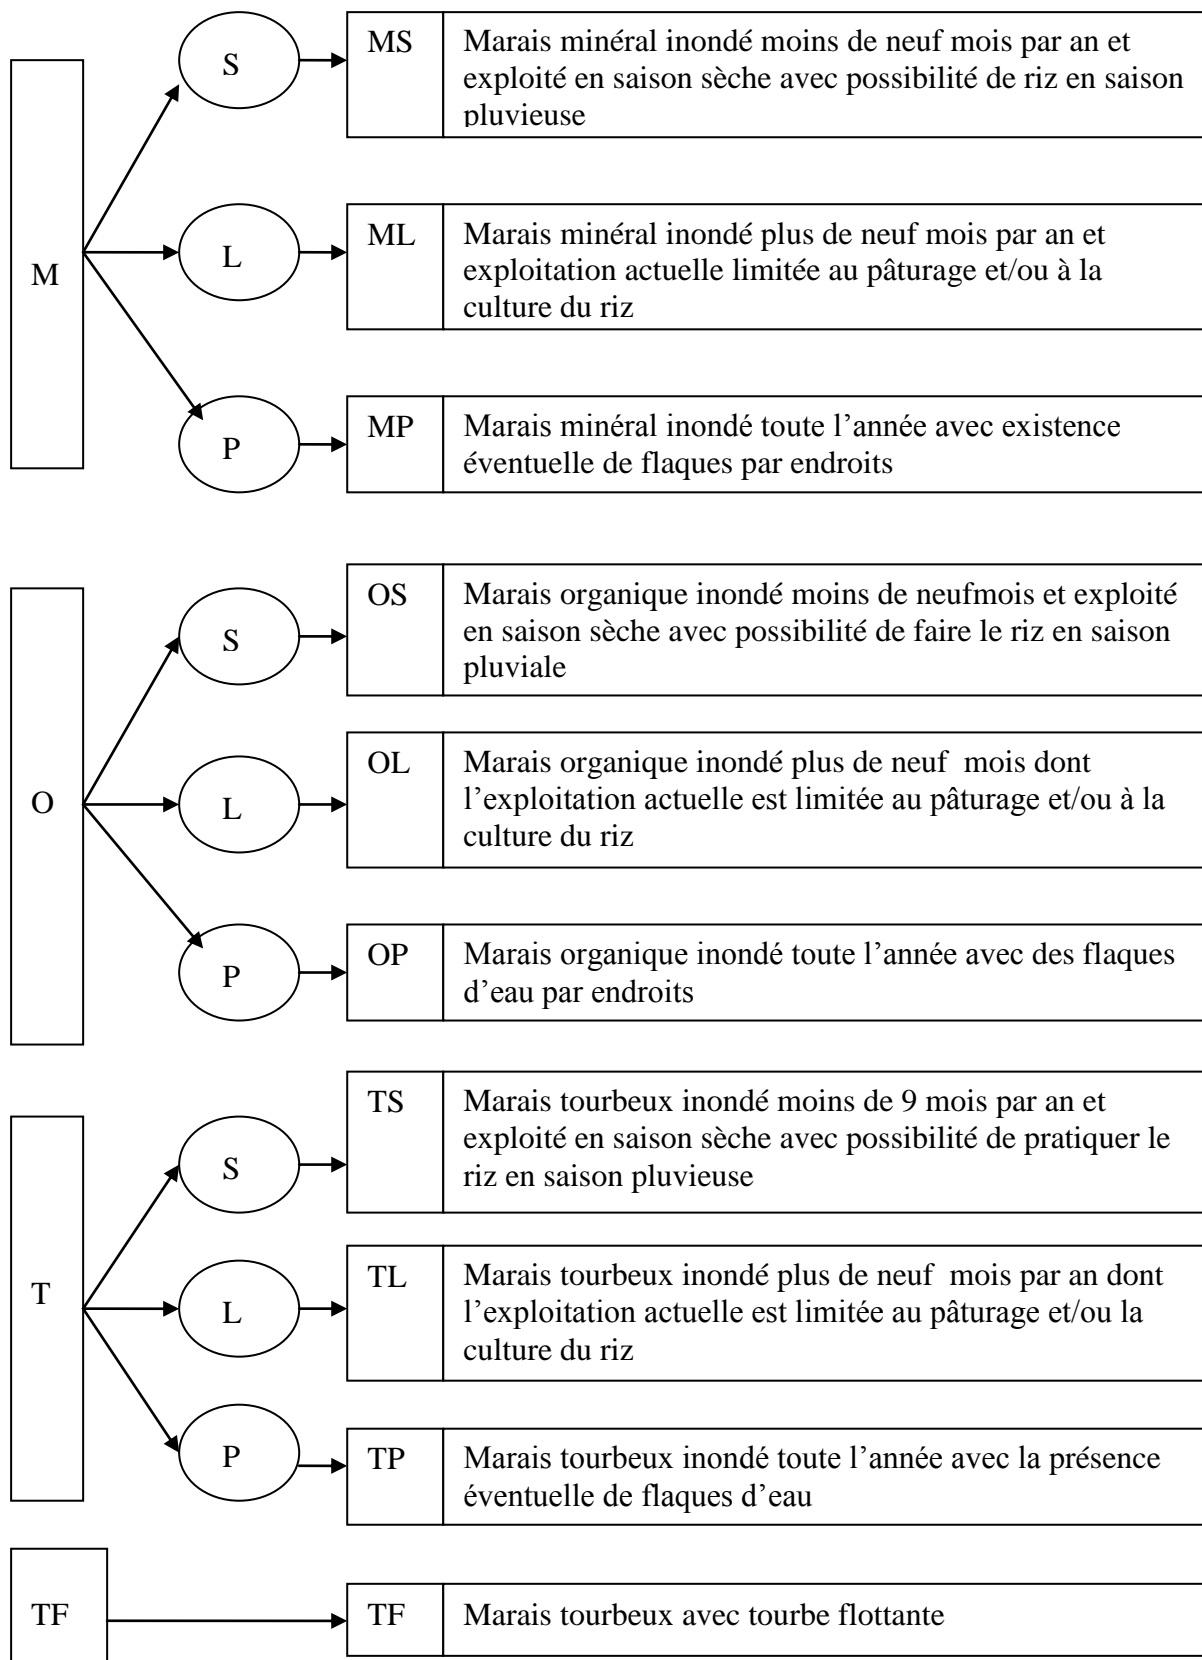 M
S
MS
Marais minéral inondé moins de neuf mois par an et
exploité en saison sèche avec possibilité de riz en saison
pluvieuse
L
ML
Marais minéral inondé plus de neuf mois par an et
exploitation actuelle limitée au pâturage et/ou à la
culture du riz
P
MP
Marais minéral inondé toute l’année avec existence
éventuelle de flaques par endroits
O
S
OS
Marais organique inondé moins de neufmois et exploité
en saison sèche avec possibilité de faire le riz en saison
pluviale
L
OL
Marais organique inondé plus de neuf  mois dont
l’exploitation actuelle est limitée au pâturage et/ou à la
culture du riz
P
OP
Marais organique inondé toute l’année avec des flaques
d’eau par endroits
T
S
TS
Marais tourbeux inondé moins de 9 mois par an et
exploité en saison sèche avec possibilité de pratiquer le
riz en saison pluvieuse
L
TL
Marais tourbeux inondé plus de neuf  mois par an dont
l’exploitation actuelle est limitée au pâturage et/ou la
culture du riz
P
TP
Marais tourbeux inondé toute l’année avec la présence
éventuelle de flaques d’eau
TF
TF
Marais tourbeux avec tourbe flottante